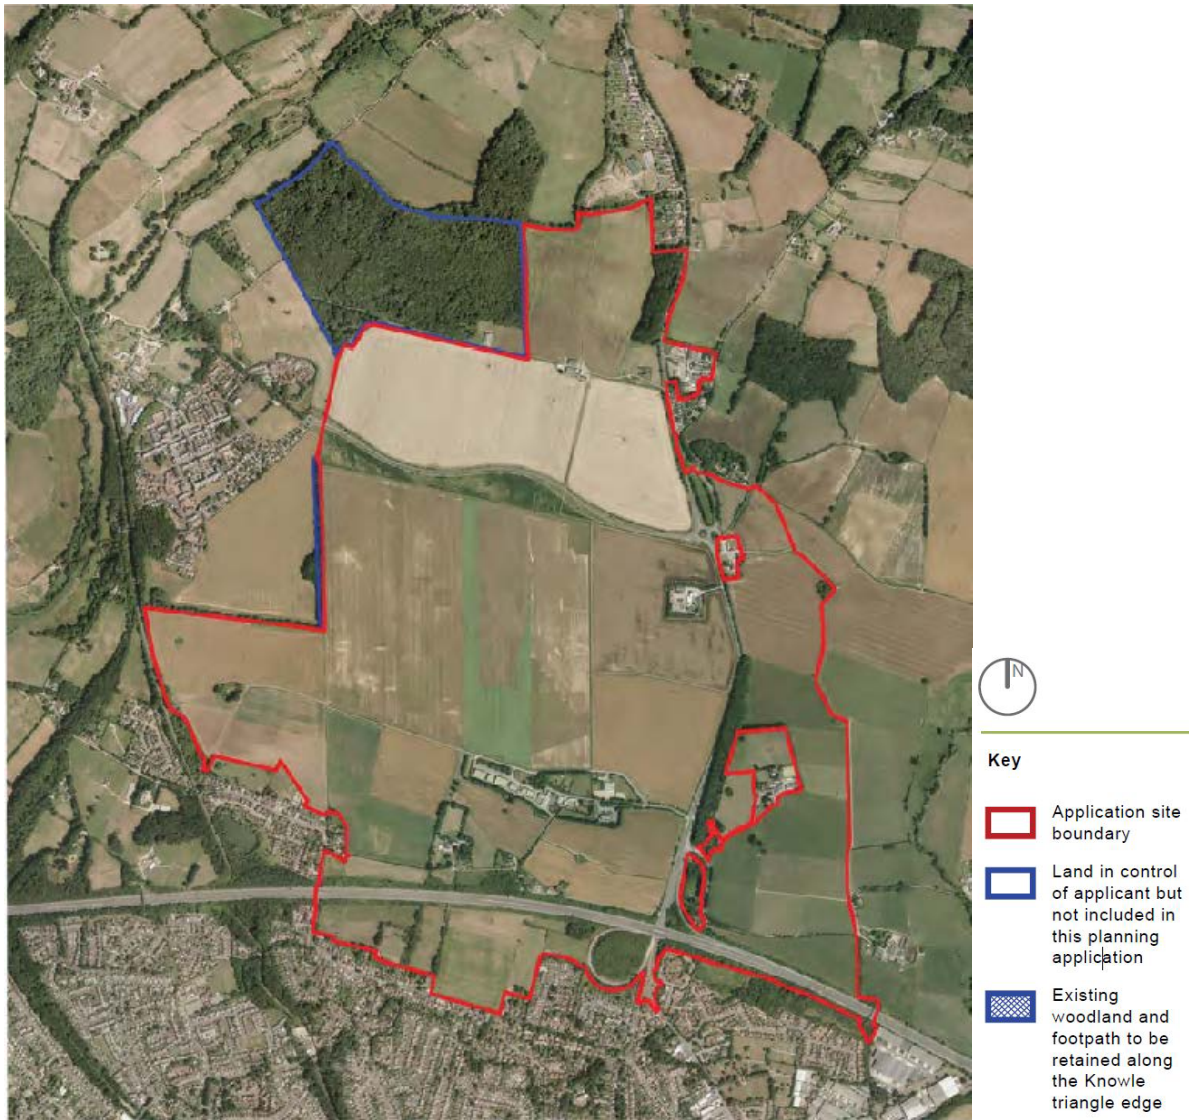 N
Key
Application site
boundary
Land in control
of applicant but
not included in
this planning
application
Existing
woodland and
footpath to be
retained along
the Knowle
triangle edge